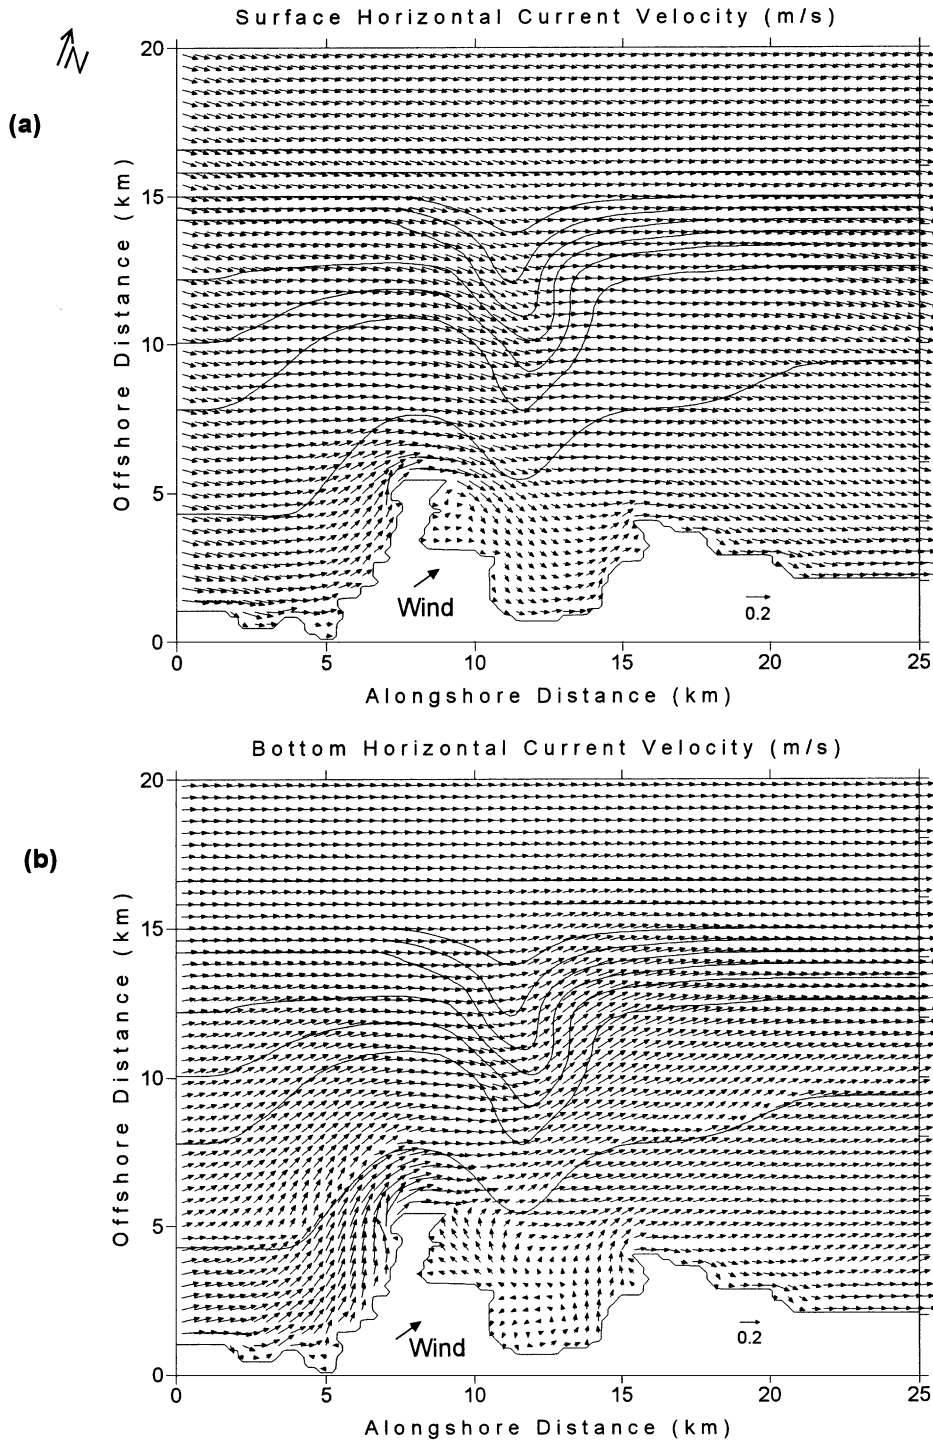 Surface Horizontal Current Velocity (m/s)
N
(a)
Offshore Distance (km)
20
15
10
5
0
Wind
0.2
0 5 10 15 20 25
Alongshore Distance (km)
Bottom Horizontal Current Velocity (m/s)
(b)
Offshore Distance (km)
20
15
10
5
0
Wind
0.2
0 5 10 15 20 25
Alongshore Distance (km)